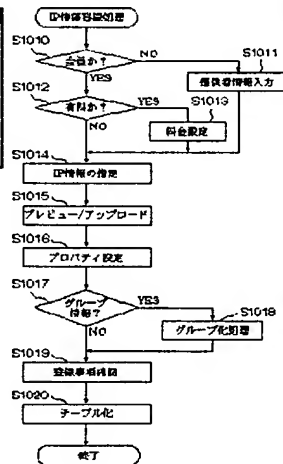 IP情報登録処理
S1010
会員か?
NO
S1011
提供者情報入力
YES
S1012
有料か?
YES
S1013
料金設定
NO
S1014
IP情報の指定
S1015
プレビュー/アップロード
S1016
プロパティ設定
S1017
グループ
情報?
YES
S1018
グループ化処理
NO
S1019
登録事項確認
S1020
テーブル化
終了